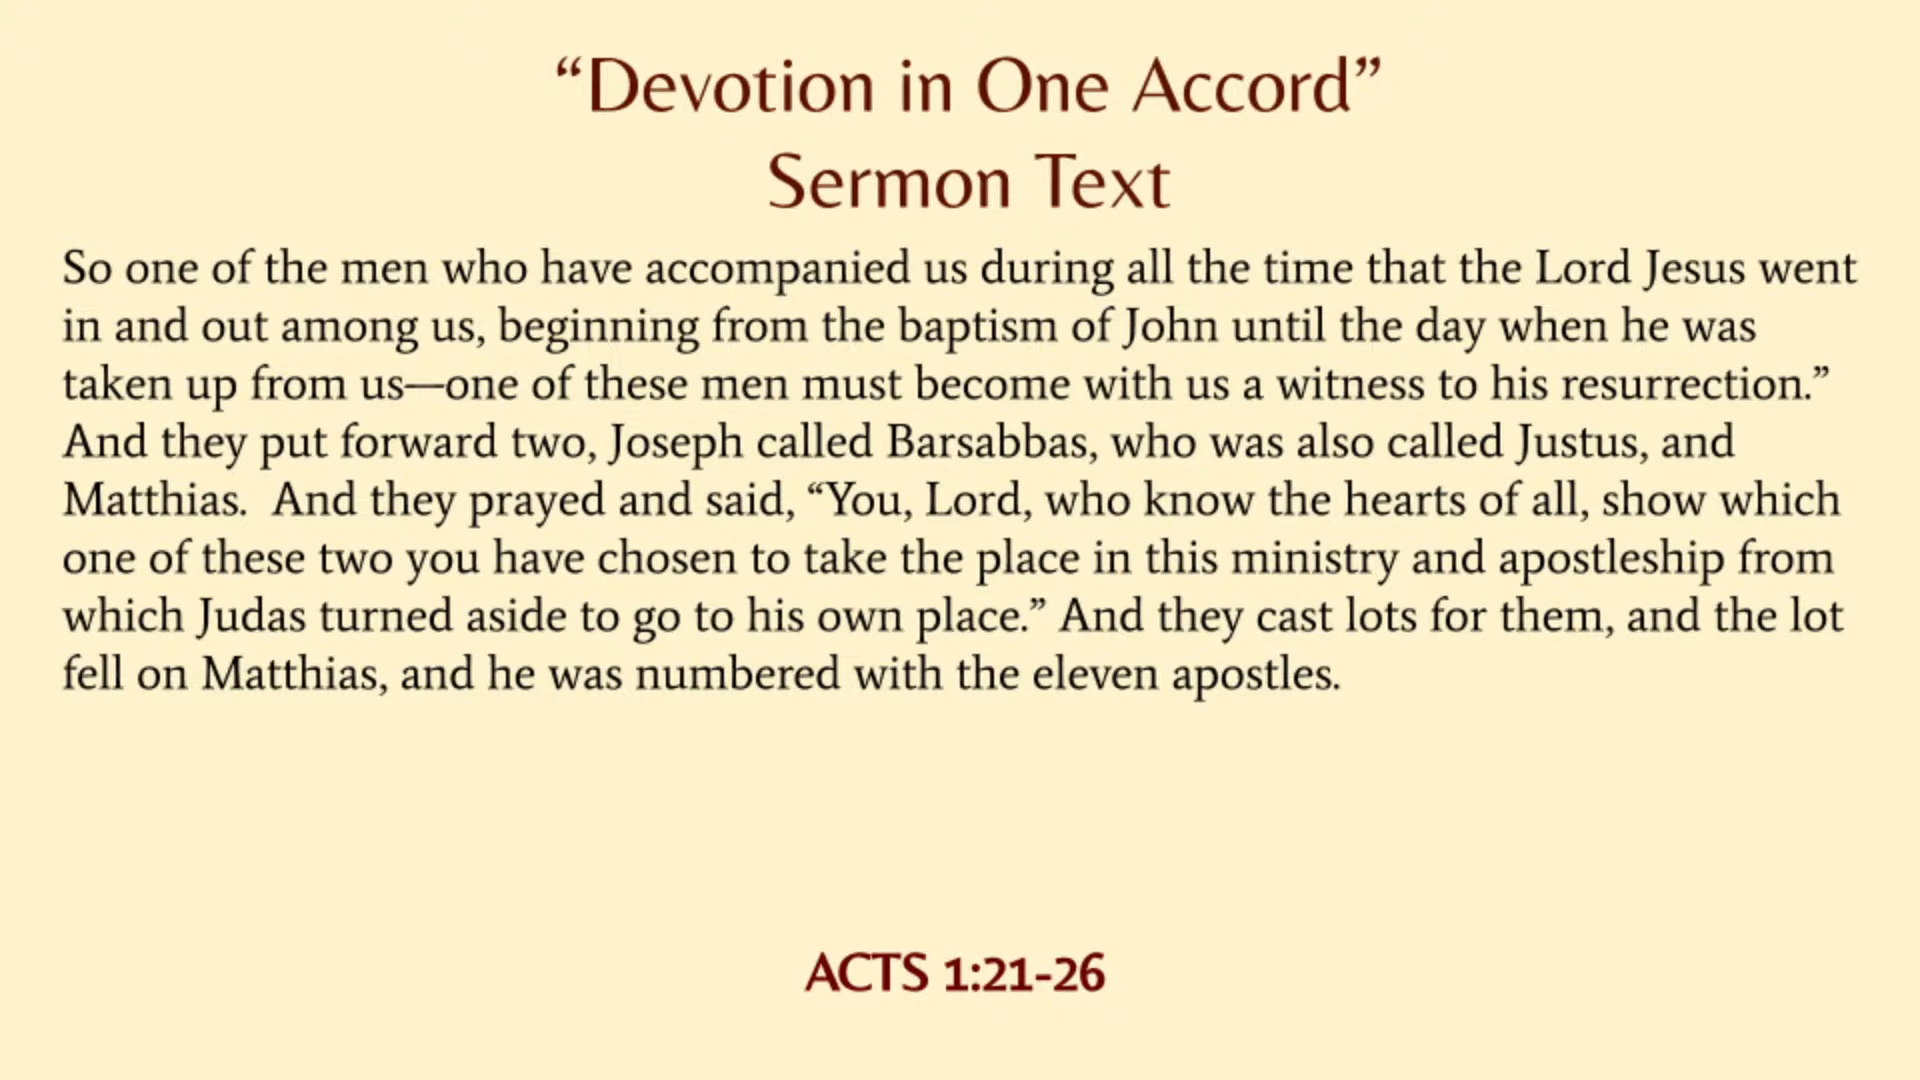 “Devotion in One Accord”
Sermon Text
So one of the men who have accompanied us during all the time that the Lord Jesus went
in and out among us, beginning from the baptism of John until the day when he was
taken up from us—one of these men must become with us a witness to his resurrection.”
And they put forward two, Joseph called Barsabbas, who was also called Justus, and
Matthias.  And they prayed and said, “You, Lord, who know the hearts of all, show which
one of these two you have chosen to take the place in this ministry and apostleship from
which Judas turned aside to go to his own place.” And they cast lots for them, and the lot
fell on Matthias, and he was numbered with the eleven apostles.
ACTS 1:21-26